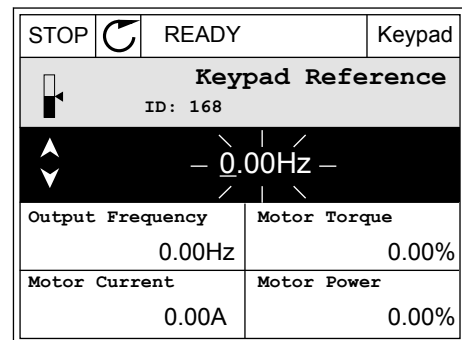 STOP READY Keypad
Keypad Reference
ID: 168
0.00Hz
Output Frequency Motor Torque
0.00Hz 0.00%
Motor Current Motor Power
0.00A 0.00%